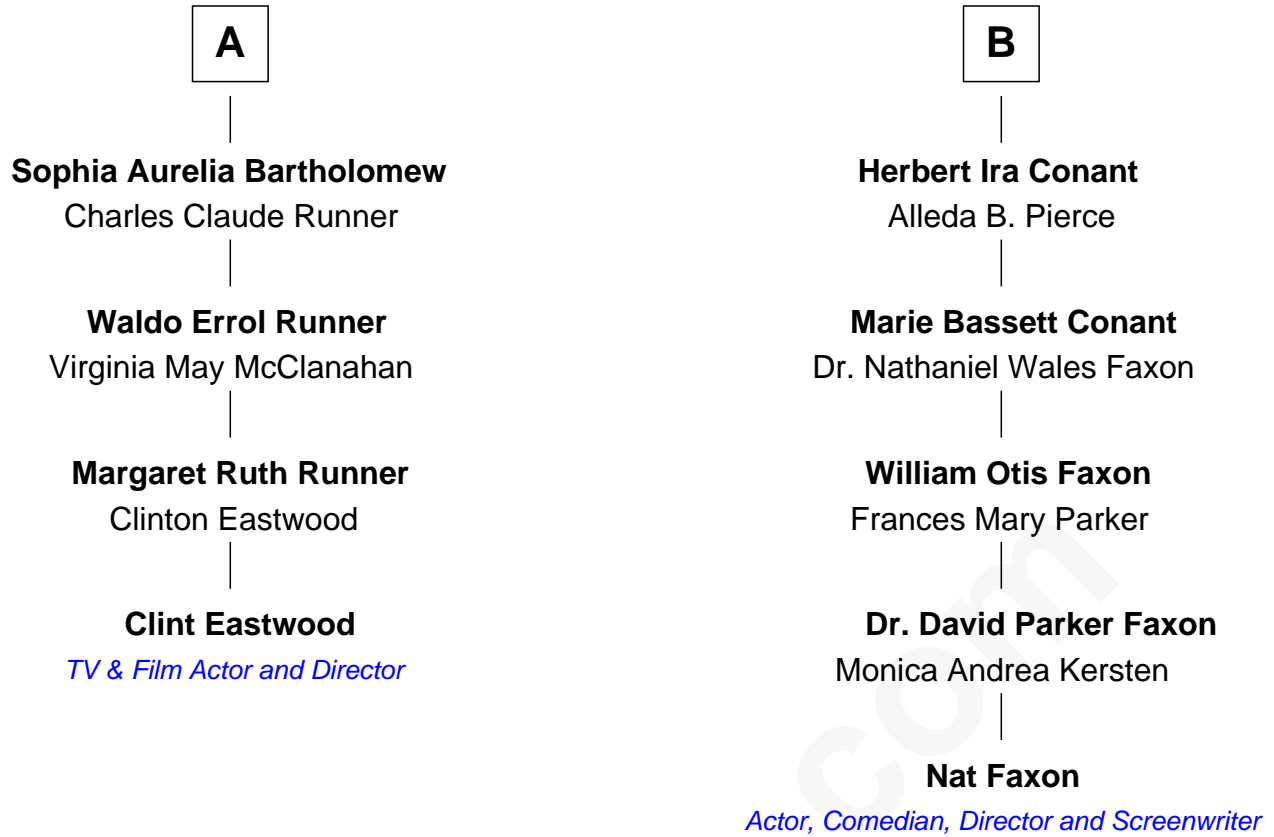 A
Sophia Aurelia Bartholomew
Charles Claude Runner
Waldo Errol Runner
Virginia May McClanahan
Margaret Ruth Runner
Clinton Eastwood
Clint Eastwood
TV & Film Actor and Director
B
Herbert Ira Conant
Alleda B. Pierce
Marie Bassett Conant
Dr. Nathaniel Wales Faxon
William Otis Faxon
Frances Mary Parker
Dr. David Parker Faxon
Monica Andrea Kersten
Nat Faxon
Actor, Comedian, Director and Screenwriter
com